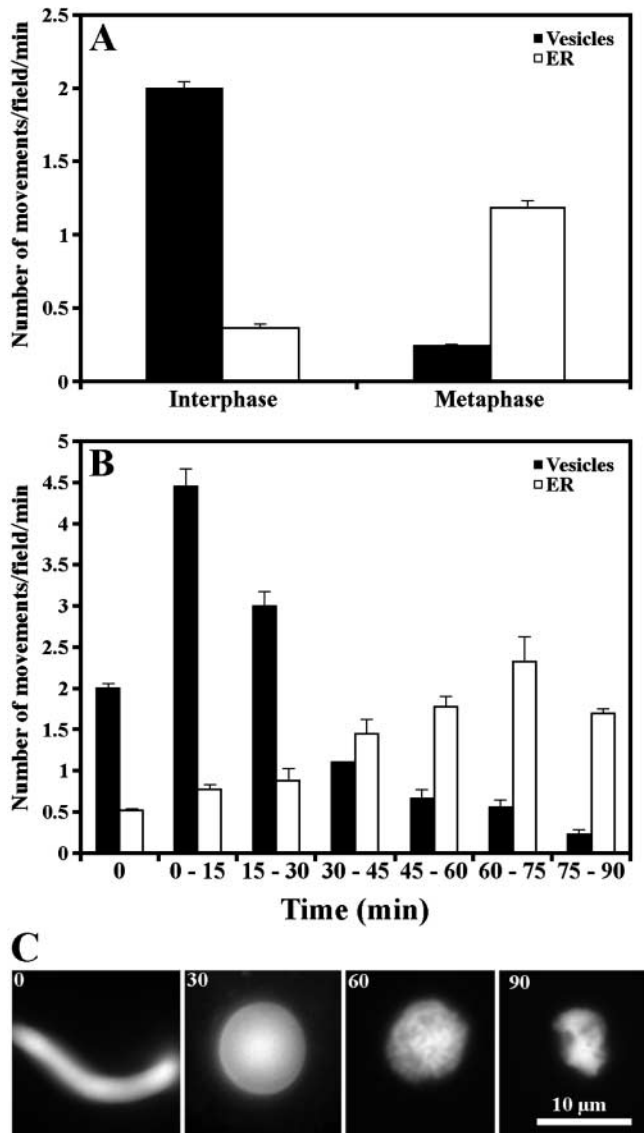 A
Vesicles
ER
Number of movements/field/min
2.5
2
1.5
1
0.5
0
Interphase Metaphase
B
Vesicles
ER
Number of movements/field/min
5
4.5
4
3.5
3
2.5
2
1.5
1
0.5
0
0 0 - 15 15 - 30 30 - 45 45 - 60 60 - 75 75 - 90
Time (min)
C
0 30 60 90
10 µm